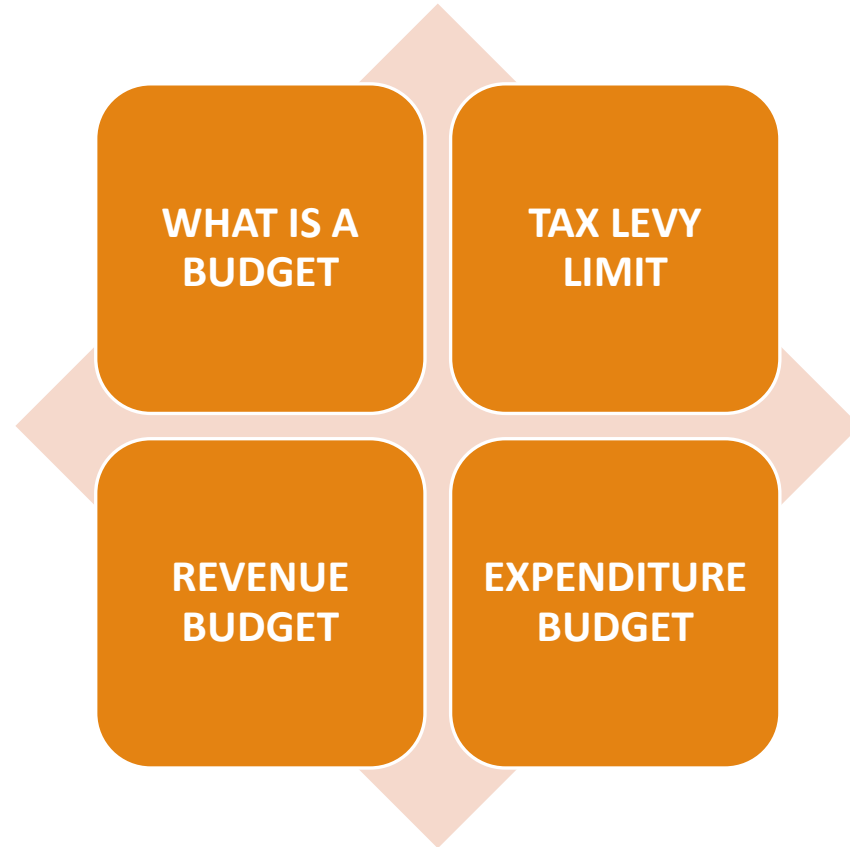 WHAT IS A
BUDGET
TAX LEVY
LIMIT
REVENUE
BUDGET
EXPENDITURE
BUDGET